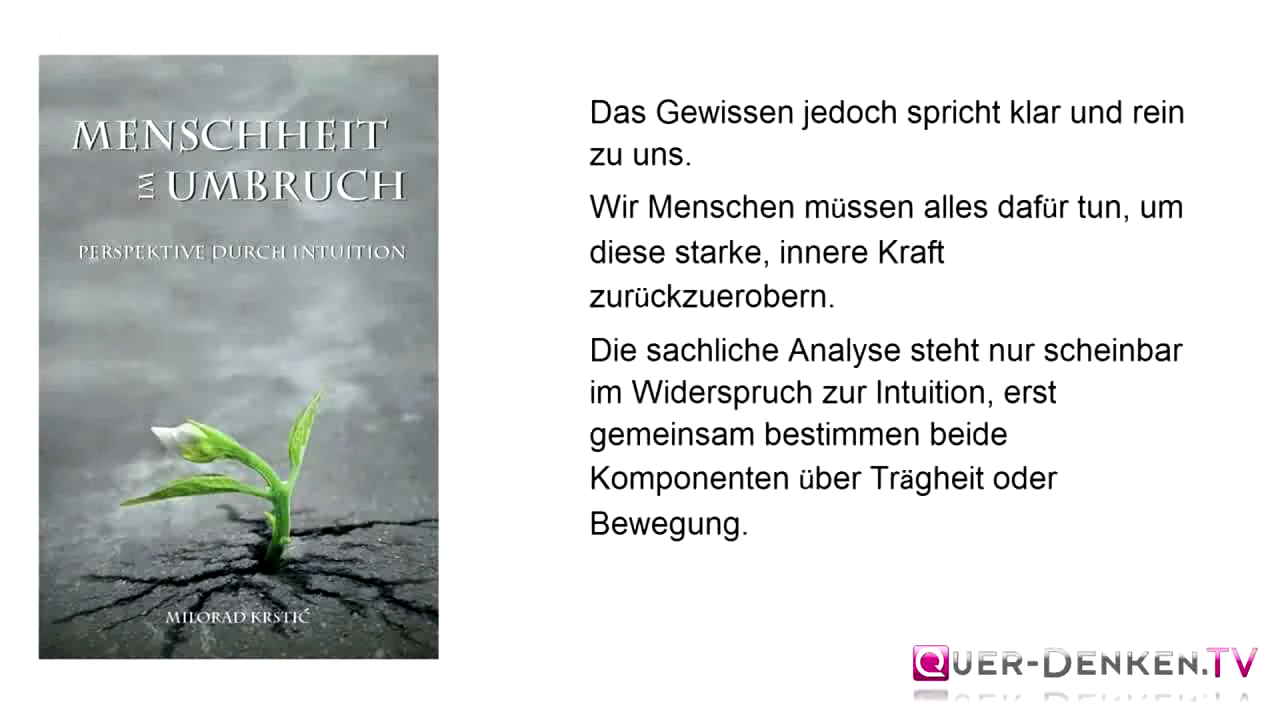 MENSCHHEIT
IM UMBRUCH
PERSPEKTIVE DURCH INTUITION
MILORAD KRSTIĆ
Das Gewissen jedoch spricht klar und rein
zu uns.
Wir Menschen müssen alles dafür tun, um
diese starke, innere Kraft
zurückzuerobern.
Die sachliche Analyse steht nur scheinbar
im Widerspruch zur Intuition, erst
gemeinsam bestimmen beide
Komponenten über Trägheit oder
Bewegung.
QUER-DENKEN.TV